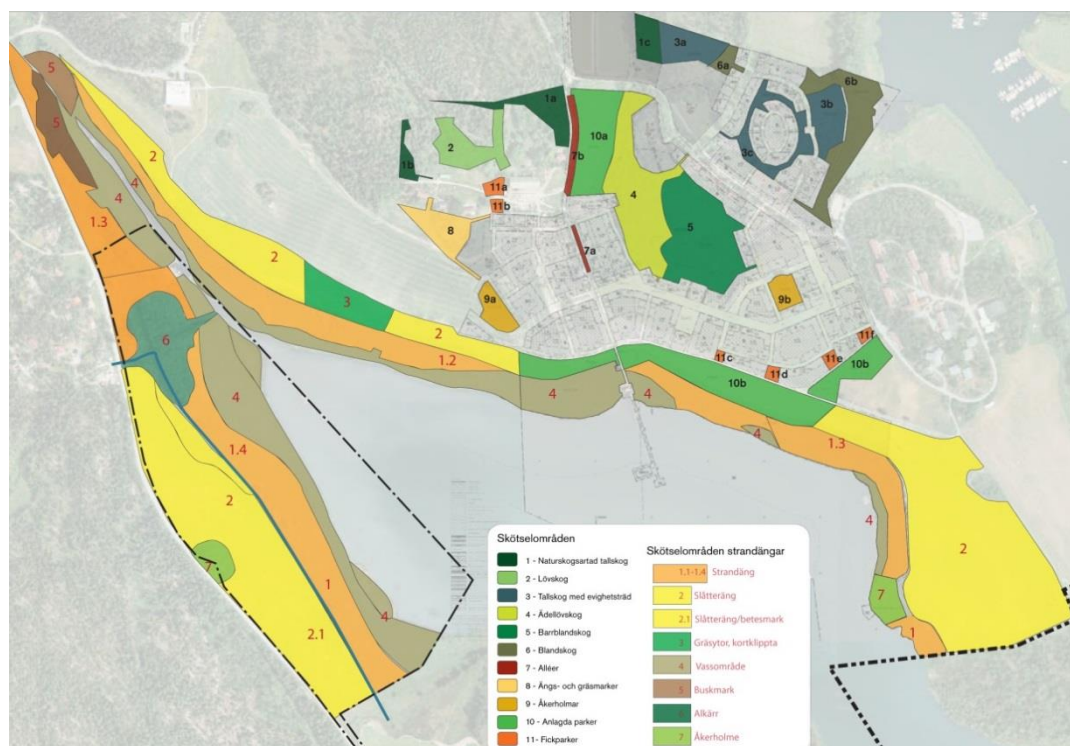 5
5
4
4
2
1.3
2
3
2
1.2
6
4
1.4
2
7
1
2.1
4
4
4
4
1.3
4
2
7
1
1a
1b
2
11a
11b
8
9a
7b
10a
7a
4
5
1c
3a
6a
6b
3b
3c
9b
11c
11d
11e
11f
10b
10b
Skötselområden
1 - Naturskogsartad tallskog
2 - Lövskog
3 - Tallskog med evighetsträd
4 - Ädellövskog
5 - Barrblandskog
6 - Blandskog
7 - Alléer
8 - Ängs- och gräsmarker
9 - Åkerholmar
10 - Anlagda parker
11- Fickparker
Skötselområden strandängar
1.1-1.4 Strandäng
2 Slåtteräng
2.1 Slåtteräng/betesmark
3 Gräsytor, kortklippta
4 Vassområde
5 Buskmark
6 Alkärr
7 Åkerholme